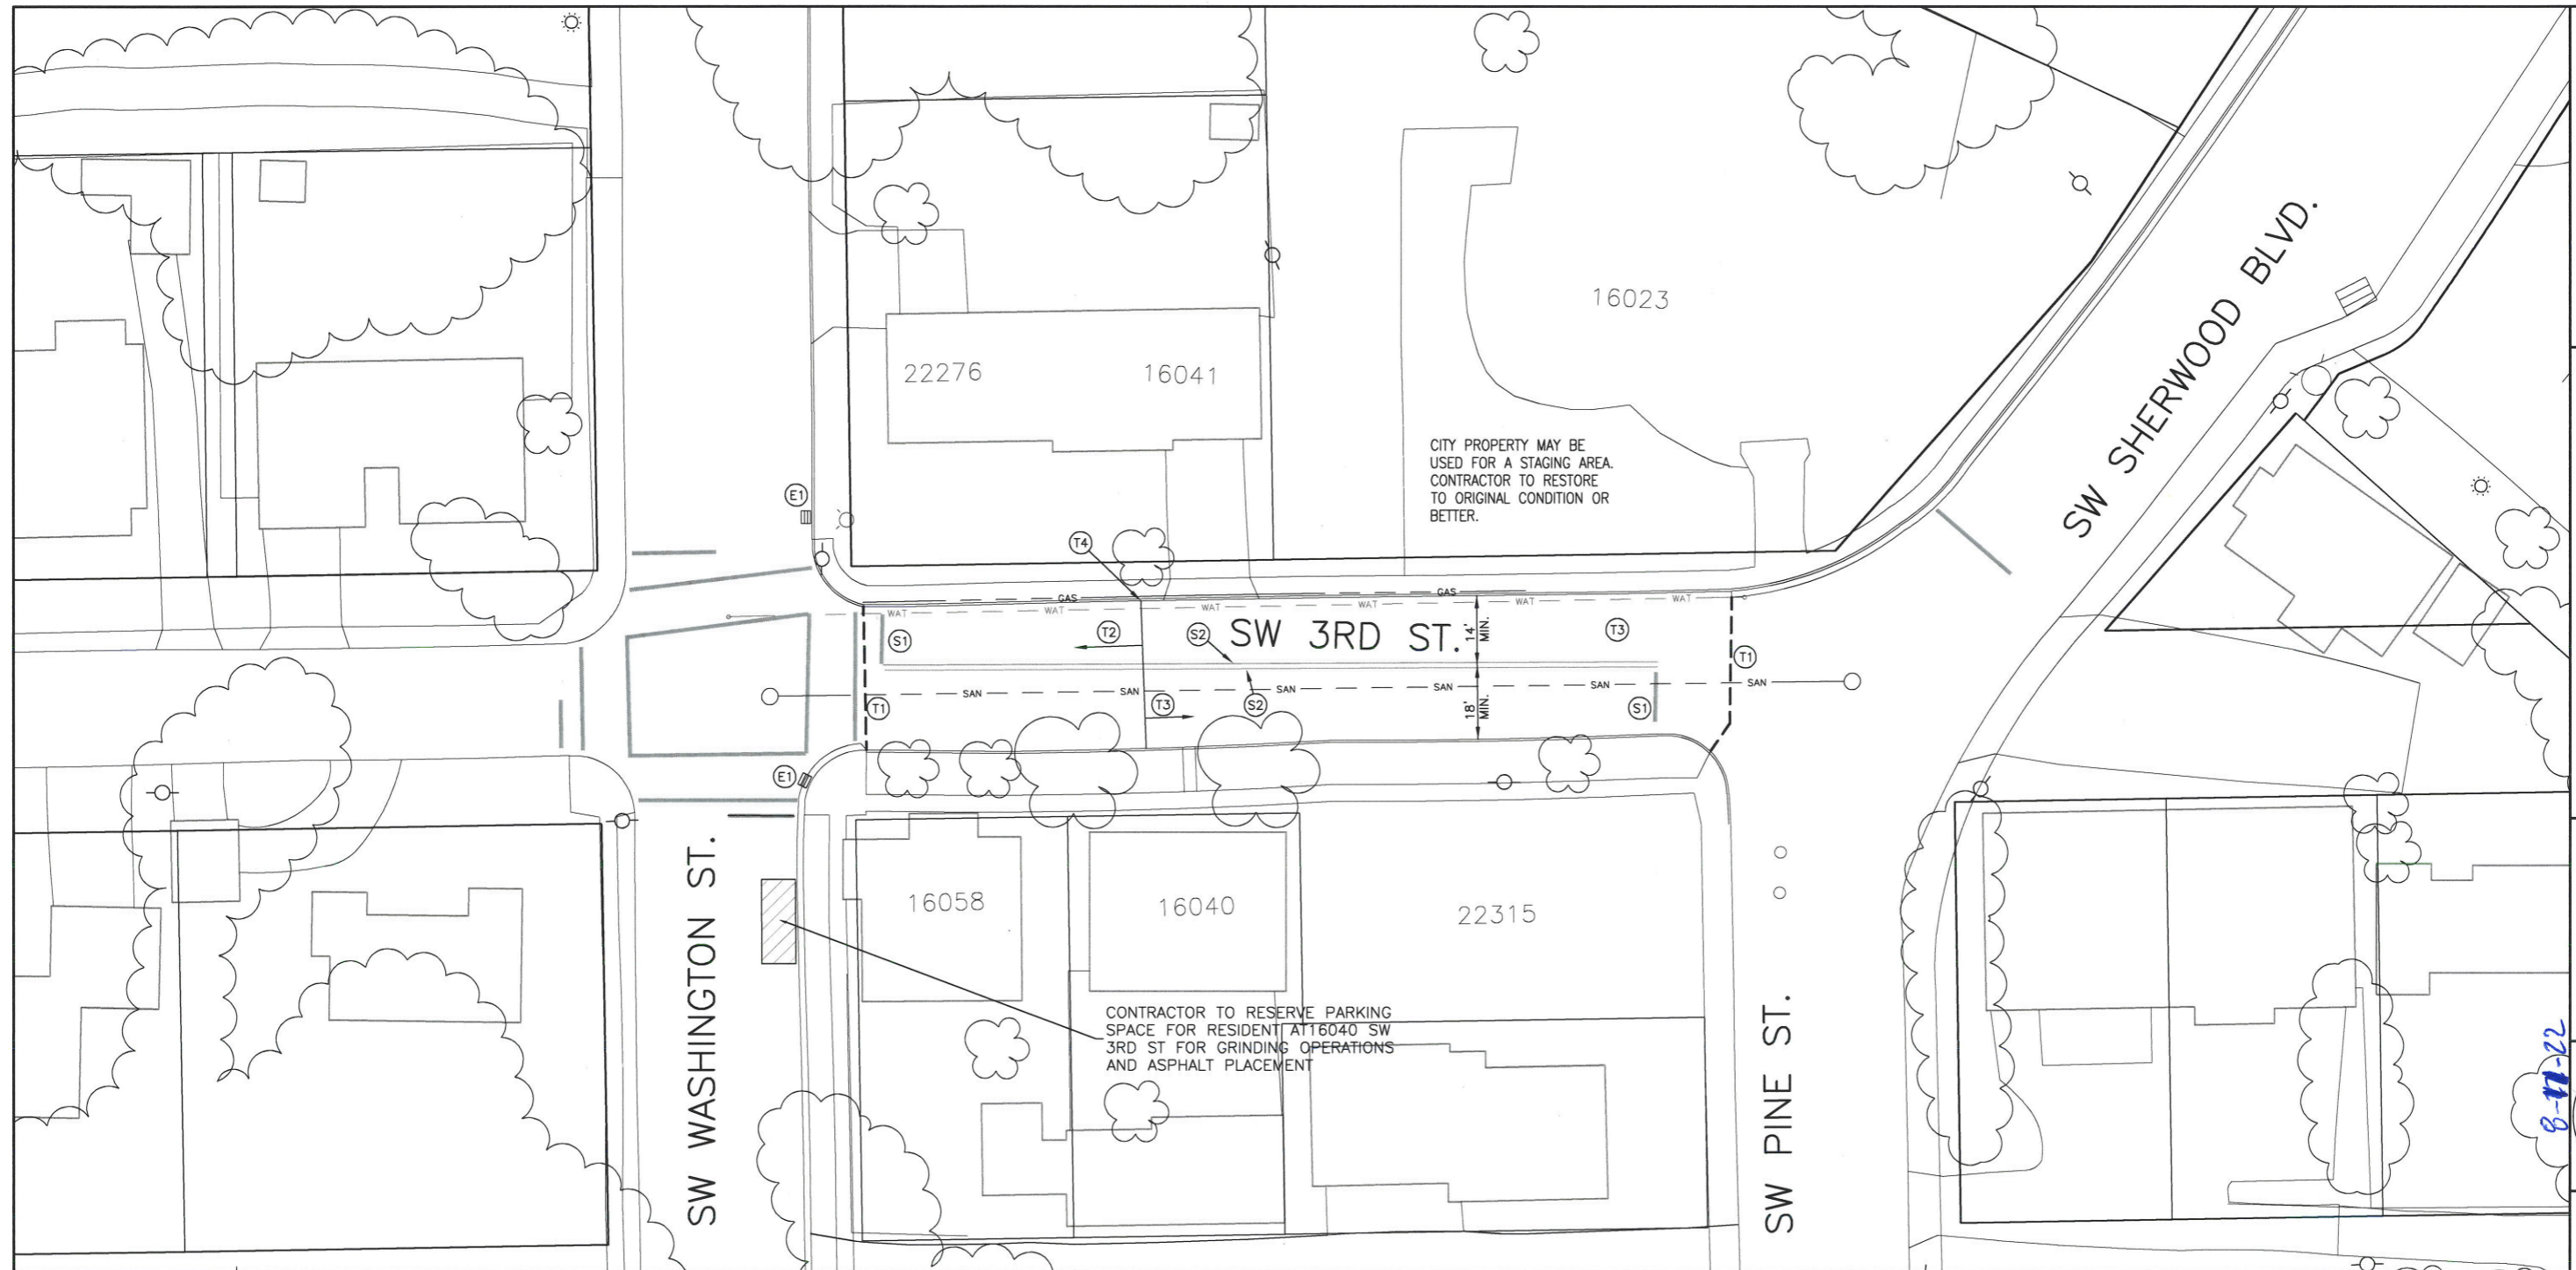 22276
16041
16023
SW SHERWOOD BLVD.
CITY PROPERTY MAY BE
USED FOR A STAGING AREA.
CONTRACTOR TO RESTORE
TO ORIGINAL CONDITION OR
BETTER.
E1
T4
GAS
GAS
WAT
WAT
WAT
WAT
WAT
WAT
S1
T2
S2
SW 3RD ST.
14'
MIN.
T3
T1
SAN
SAN
SAN
SAN
SAN
SAN
T1
T3
S2
18'
MIN.
S1
E1
SW WASHINGTON ST.
16058
16040
22315
CONTRACTOR TO RESERVE PARKING
SPACE FOR RESIDENT AT16040 SW
3RD ST FOR GRINDING OPERATIONS
AND ASPHALT PLACEMENT
SW PINE ST.